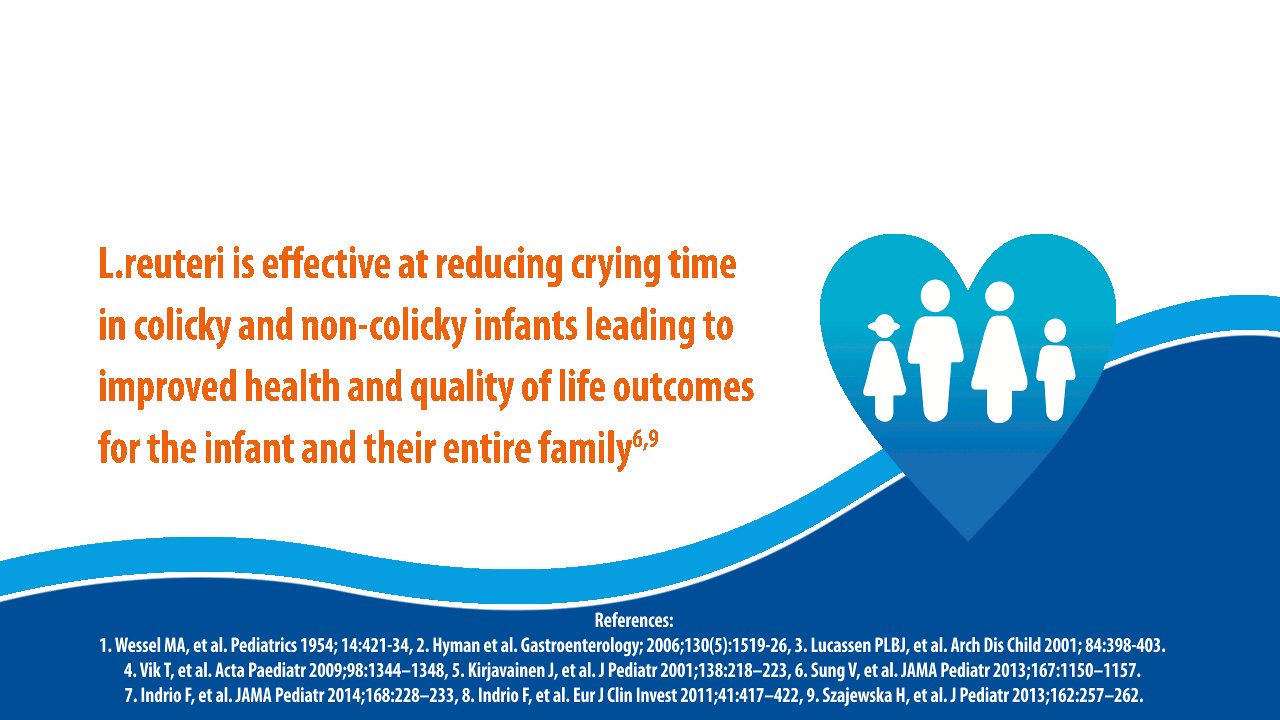 L.reuteri is effective at reducing crying time
in colicky and non-colicky infants leading to
improved health and quality of life outcomes
for the infant and their entire family6,9
References:
1. Wessel MA, et al. Pediatrics 1954; 14:421-34, 2. Hyman et al. Gastroenterology; 2006;130(5):1519-26, 3. Lucassen PLBJ, et al. Arch Dis Child 2001; 84:398-403.
4. Vik T, et al. Acta Paediatr 2009;98:1344–1348, 5. Kirjavainen J, et al. J Pediatr 2001;138:218–223, 6. Sung V, et al. JAMA Pediatr 2013;167:1150–1157.
7. Indrio F, et al. JAMA Pediatr 2014;168:228–233, 8. Indrio F, et al. Eur J Clin Invest 2011;41:417–422, 9. Szajewska H, et al. J Pediatr 2013;162:257–262.